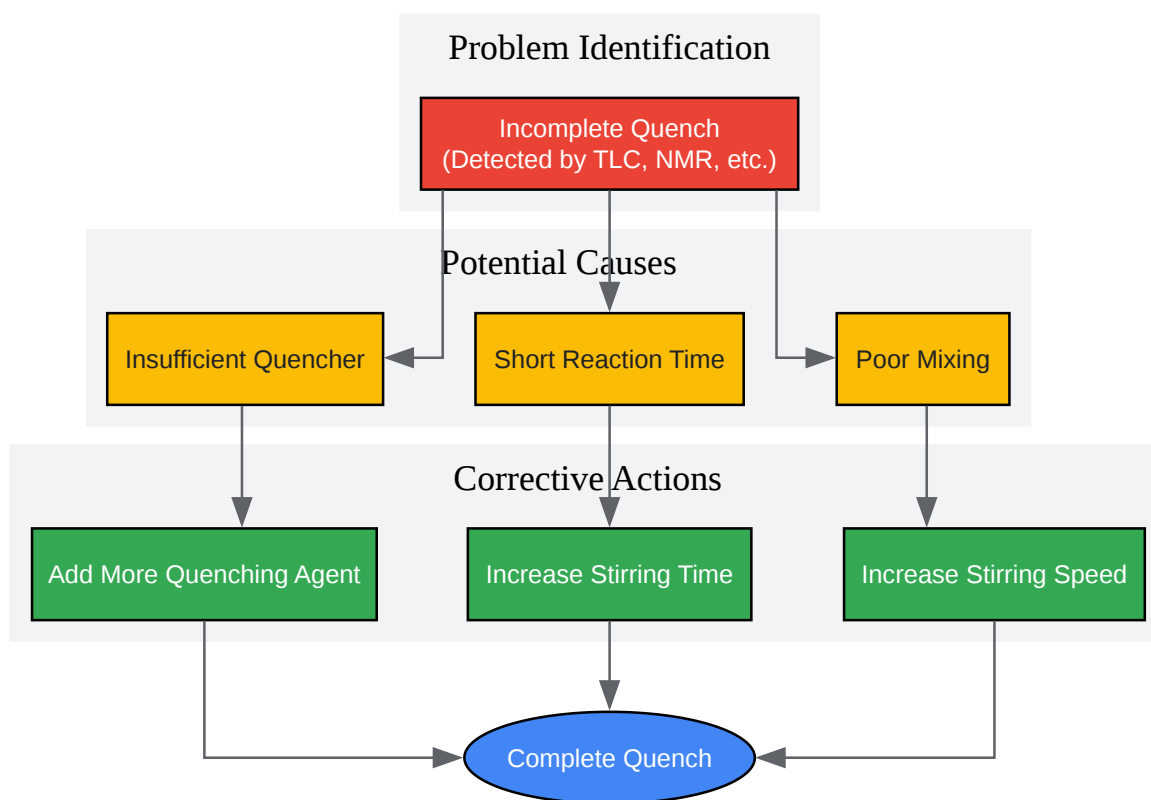 Problem Identification
Incomplete Quench
(Detected by TLC, NMR, etc.)
Potential Causes
Insufficient Quencher
Short Reaction Time
Poor Mixing
Corrective Actions
Add More Quenching Agent
Increase Stirring Time
Increase Stirring Speed
Complete Quench